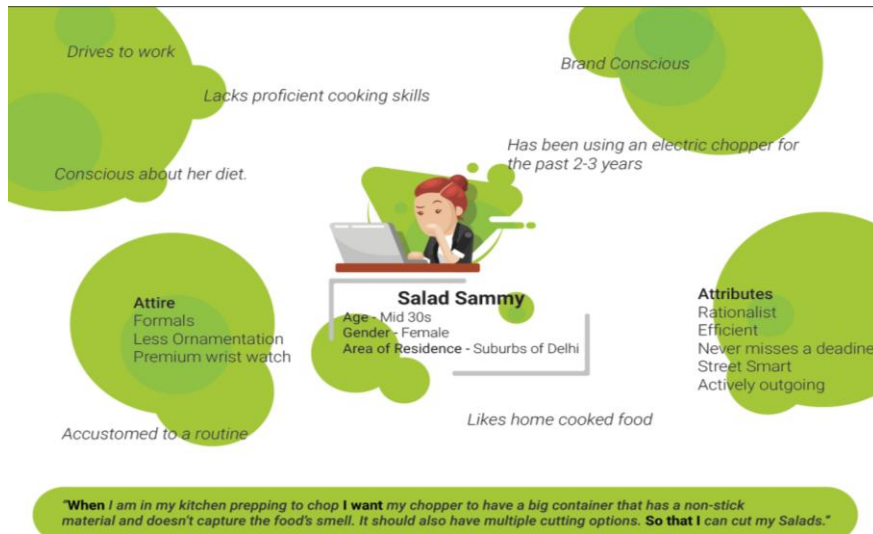 Drives to work
Brand Conscious
Lacks proficient cooking skills
Has been using an electric chopper for
the past 2-3 years
Conscious about her diet.
Salad Sammy
Age - Mid 30s
Gender - Female
Area of Residence - Suburbs of Delhi
Attire
Formals
Less Ornamentation
Premium wrist watch
Attributes
Rationalist
Efficient
Never misses a deadine
Street Smart
Actively outgoing
Likes home cooked food
Accustomed to a routine
"When I am in my kitchen prepping to chop I want my chopper to have a big container that has a non-stick
material and doesn't capture the food's smell. It should also have multiple cutting options. So that I can cut my Salads."